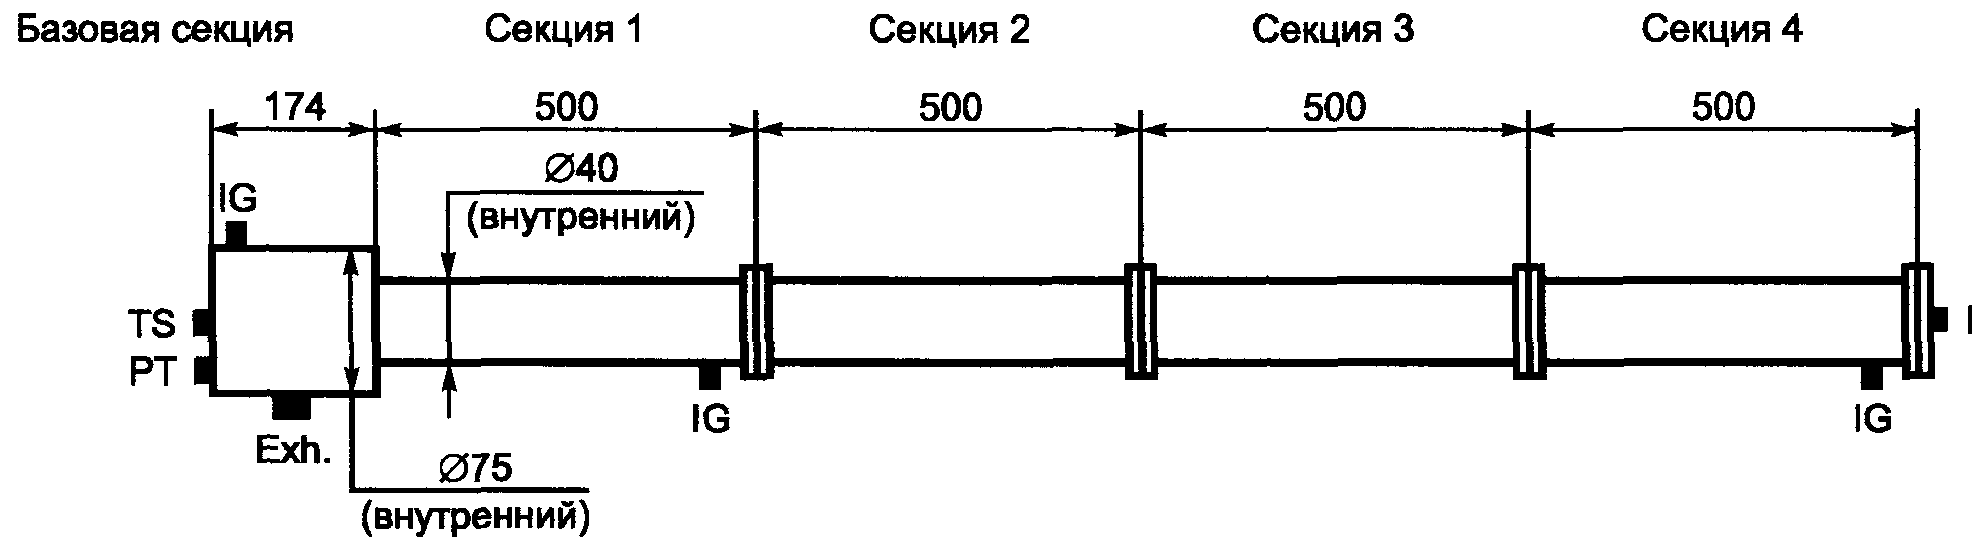 Базовая секция Секция 1 Секция 2 Секция 3 Секция 4
174 500 500 500 500
Ø40
(внутренний)
IG
TS
PT
IG
IG
Exh.
Ø75
(внутренний)